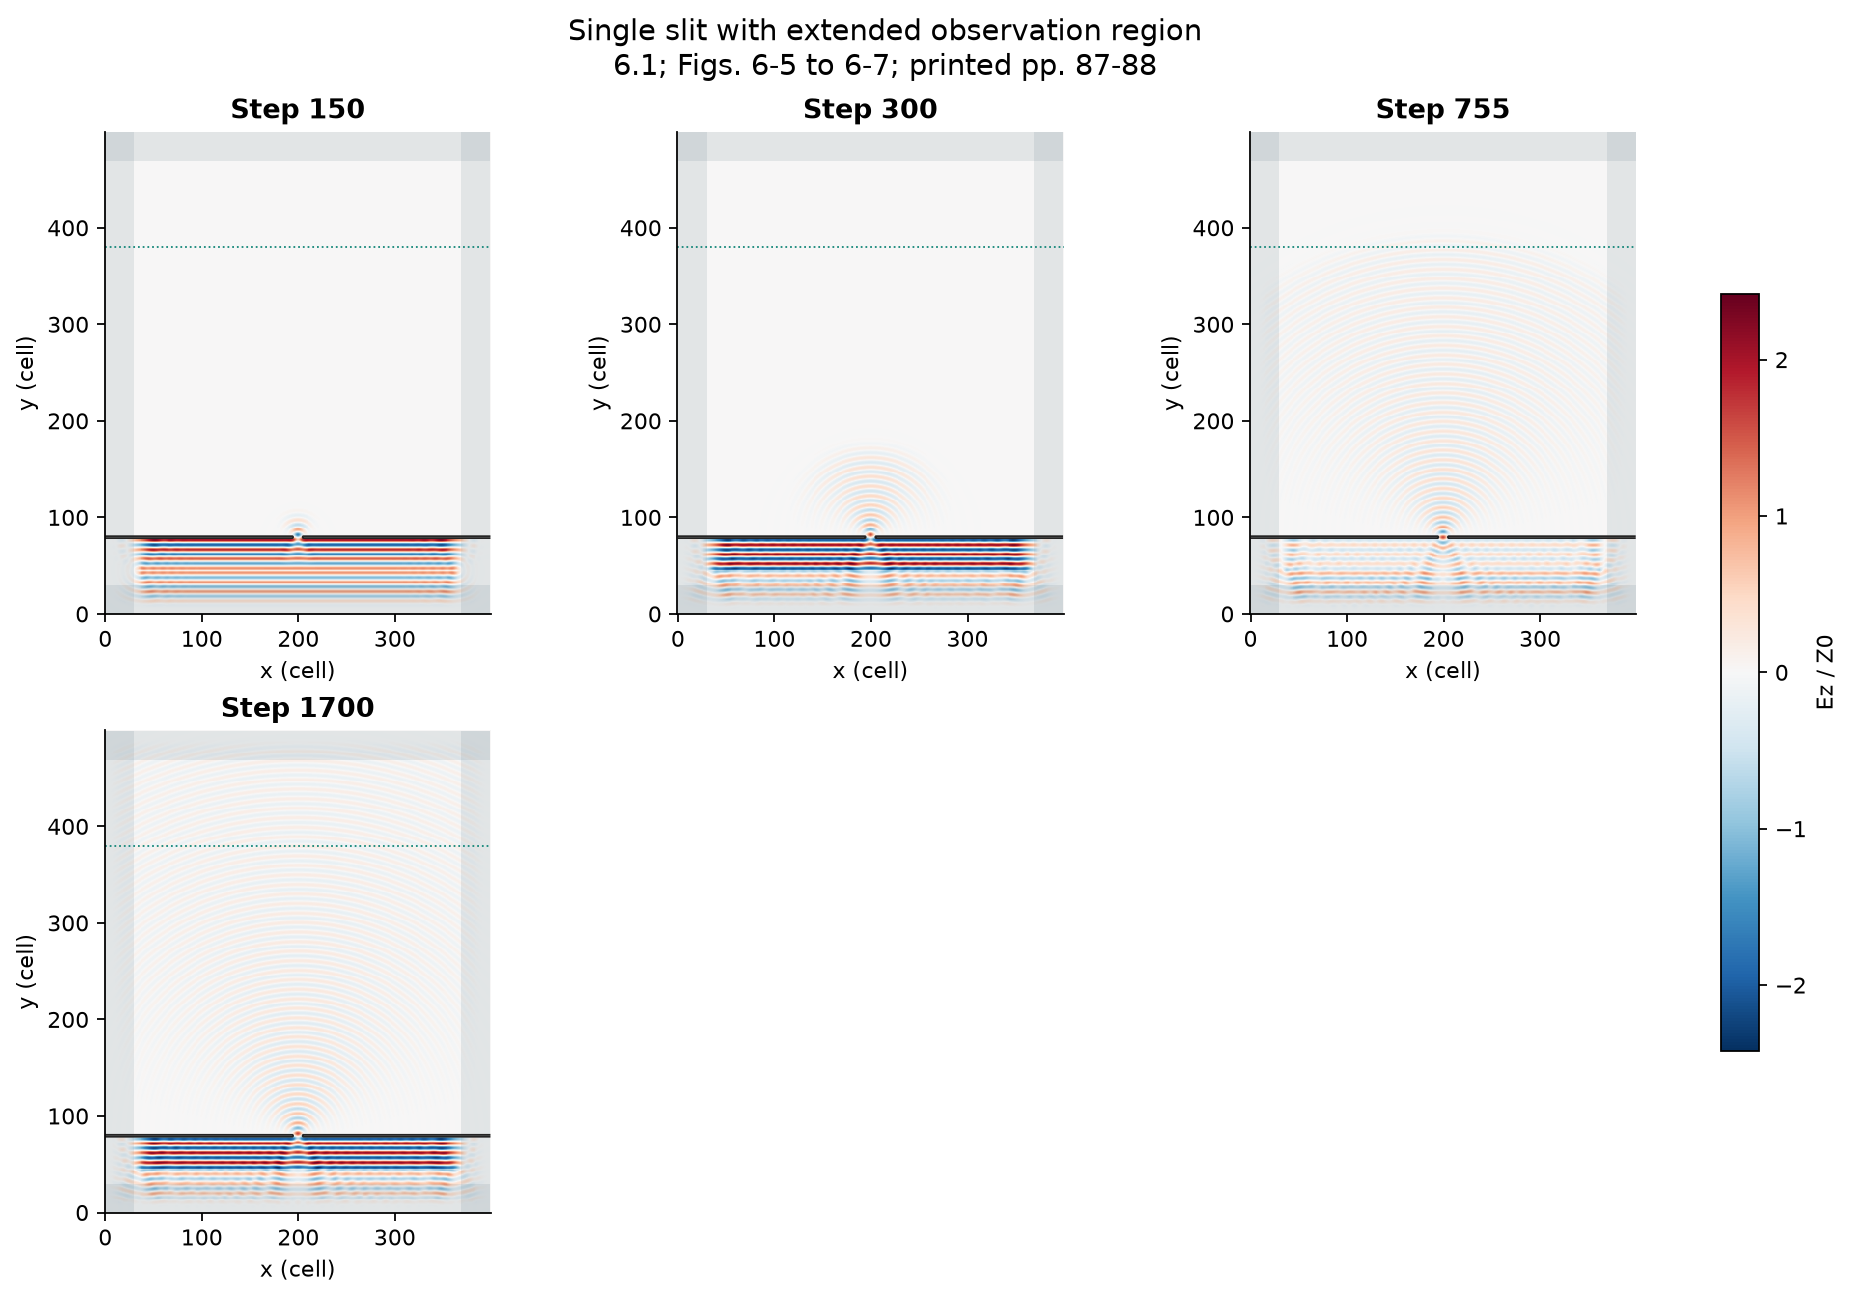 Single slit with extended observation region
6.1; Figs. 6-5 to 6-7; printed pp. 87-88
Step 150
Step 300
Step 755
y (cell)
400
300
200
100
0
0 100 200 300
x (cell)
y (cell)
400
300
200
100
0
0 100 200 300
x (cell)
y (cell)
400
300
200
100
0
0 100 200 300
x (cell)
Step 1700
y (cell)
400
300
200
100
0
0 100 200 300
x (cell)
2
1
0
−1
−2
Ez / Z0